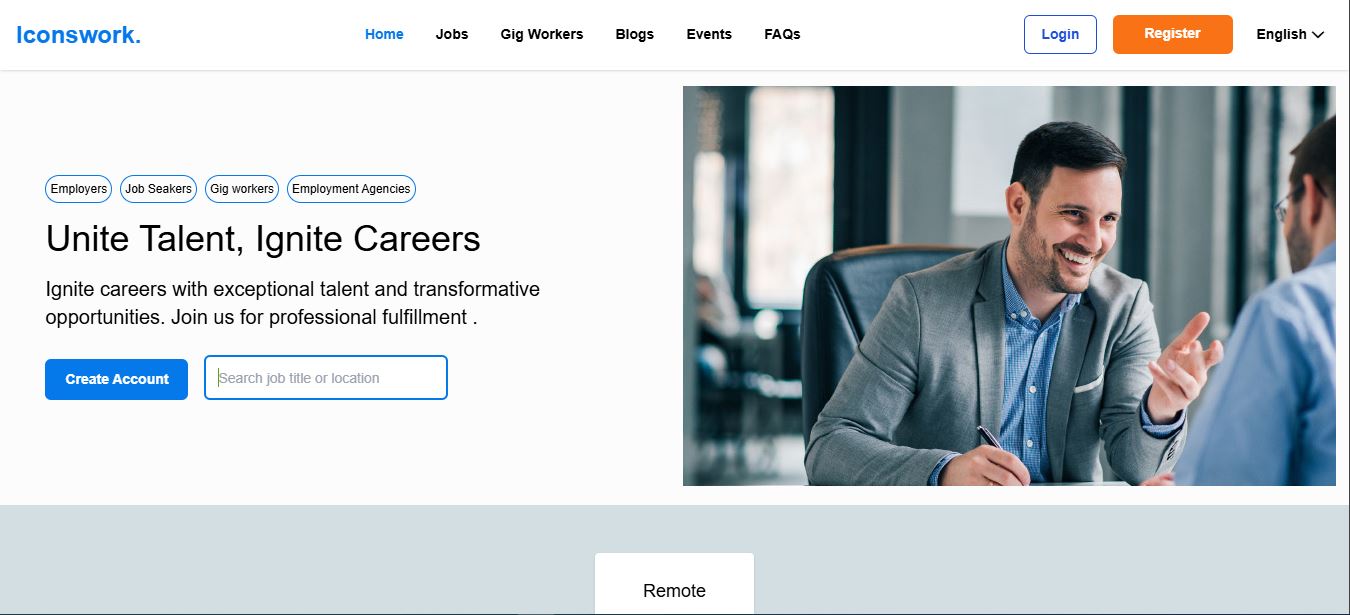 Iconswork.
Home Jobs Gig Workers Blogs Events FAQs
Login Register English
Employers Job Seakers Gig workers Employment Agencies
Unite Talent, Ignite Careers
Ignite careers with exceptional talent and transformative
opportunities. Join us for professional fulfillment .
Create Account Search job title or location
Remote